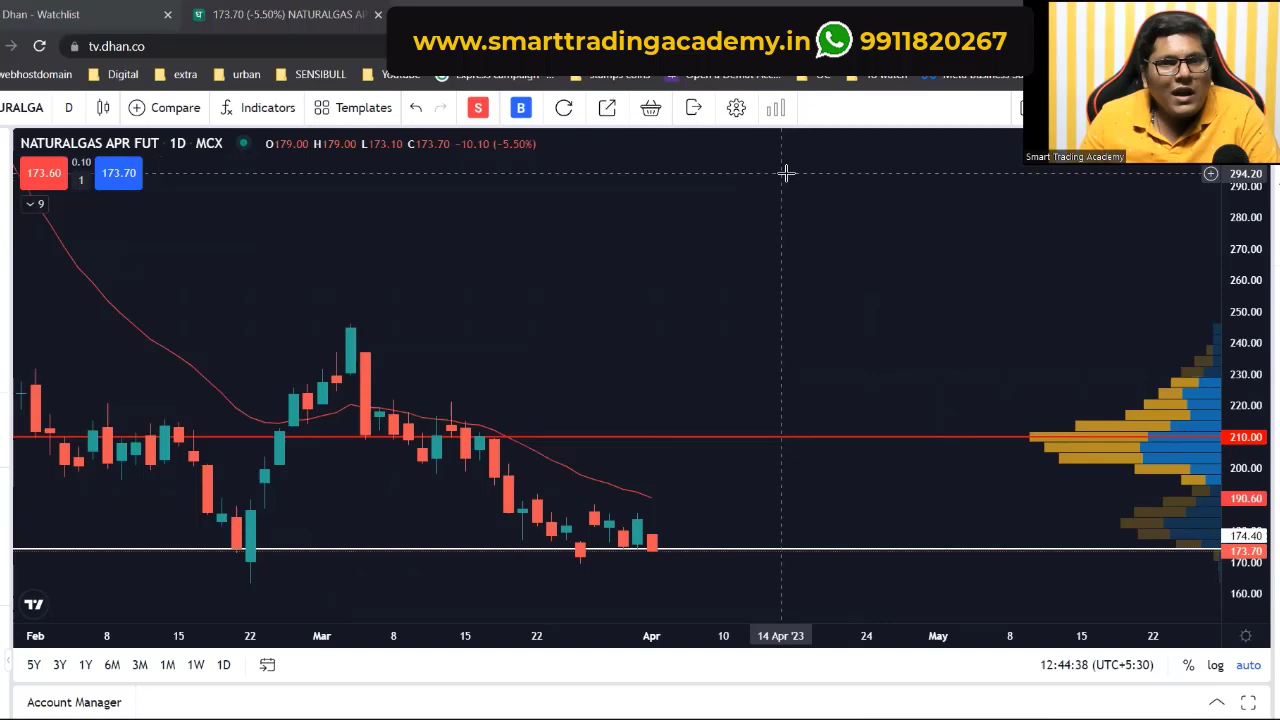 Dhan - Watchlist
173.70 (-5.50%) NATURALGAS AP
www.smarttradingacademy.in 9911820267
tv.dhan.co
webhostdomain Digital extra urban SENSIBULL
URALGA D Compare Indicators Templates S B
Smart Trading Academy
NATURALGAS APR FUT · 1D · MCX O179.00 H179.00 L173.10 C173.70 -10.10 (-5.50%)
173.60 0.10 1 173.70
9
294.20
290.00
280.00
270.00
260.00
250.00
240.00
230.00
220.00
210.00
200.00
190.60
174.40
173.70
170.00
160.00
Feb 8 15 22 Mar 8 15 22 Apr 10 14 Apr '23 24 May 8 15 22
5Y 3Y 1Y 6M 3M 1M 1W 1D 12:44:38 (UTC+5:30) % log auto
Account Manager